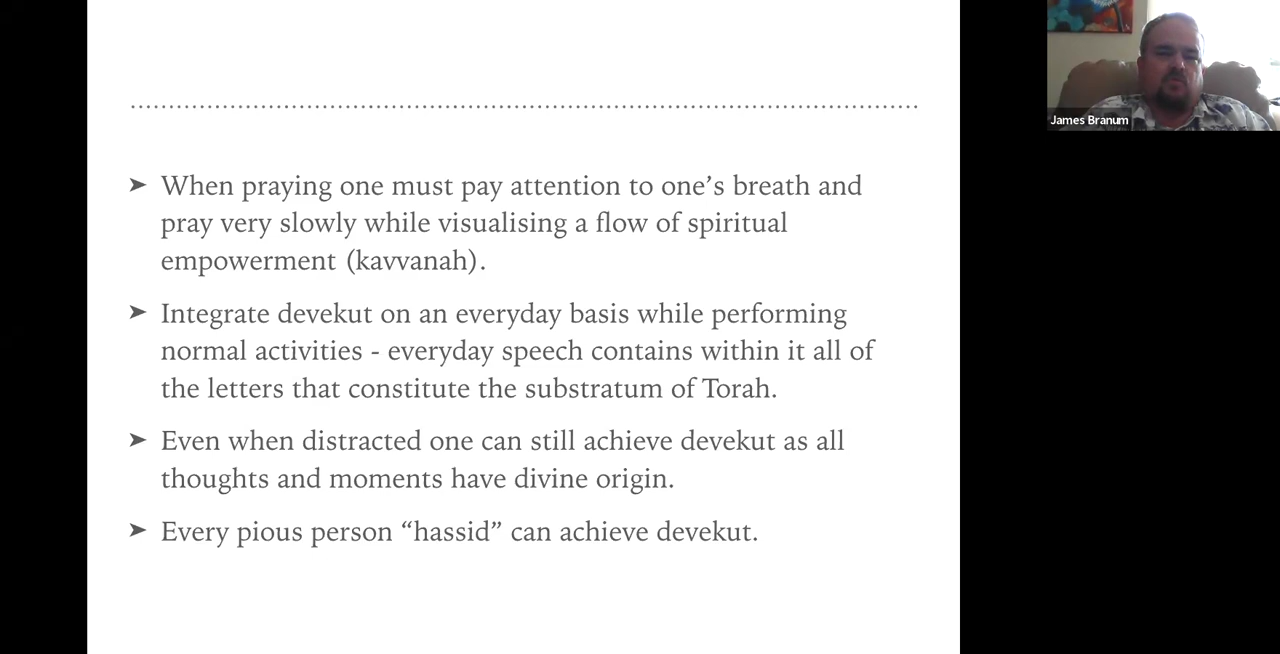 ➤ When praying one must pay attention to one’s breath and
pray very slowly while visualising a flow of spiritual
empowerment (kavvanah).
➤ Integrate devekut on an everyday basis while performing
normal activities - everyday speech contains within it all of
the letters that constitute the substratum of Torah.
➤ Even when distracted one can still achieve devekut as all
thoughts and moments have divine origin.
➤ Every pious person “hassid” can achieve devekut.
James Branum